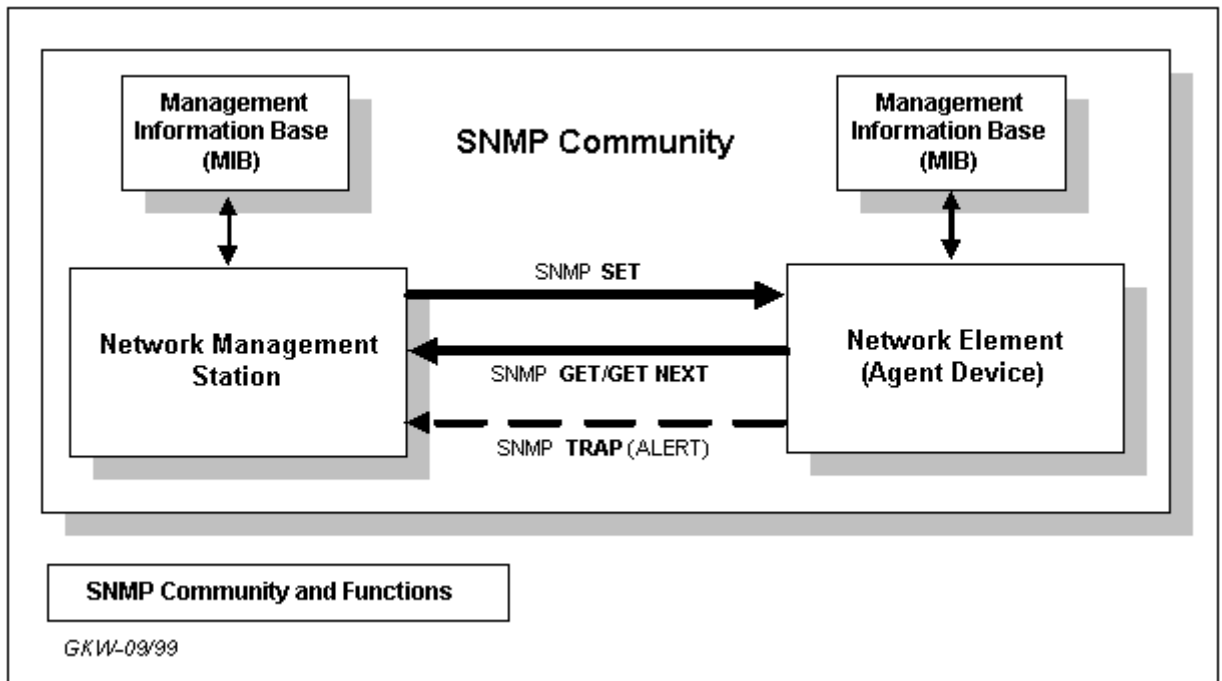 Management
Information Base
(MIB)
SNMP Community
Management
Information Base
(MIB)
SNMP SET
Network Management
Station
SNMP GET/GET NEXT
Network Element
(Agent Device)
SNMP TRAP (ALERT)
SNMP Community and Functions
GKW-09/99